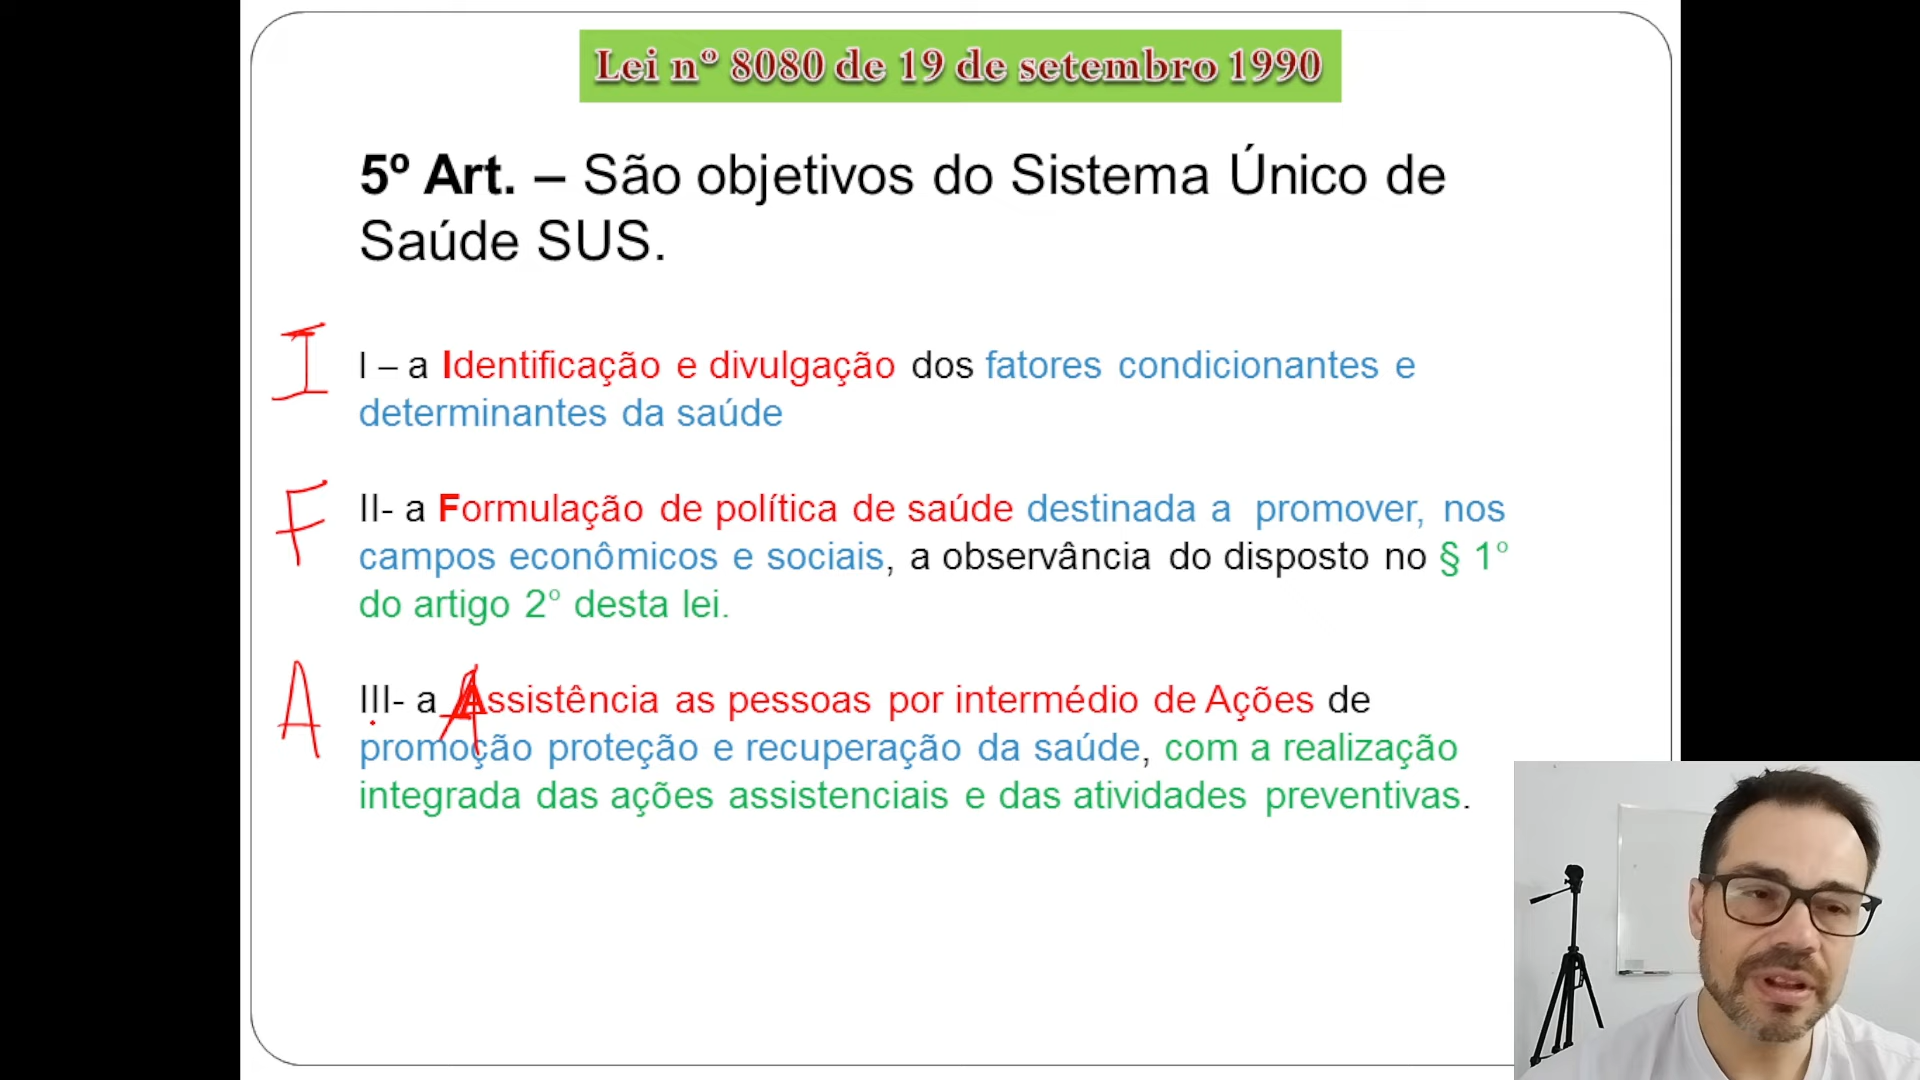 Lei nº 8080 de 19 de setembro 1990
5º Art. – São objetivos do Sistema Único de
Saúde SUS.
I
I – a Identificação e divulgação dos fatores condicionantes e
determinantes da saúde
F
II- a Formulação de política de saúde destinada a promover, nos
campos econômicos e sociais, a observância do disposto no § 1º
do artigo 2º desta lei.
A
III- a Assistência as pessoas por intermédio de Ações de
promoção proteção e recuperação da saúde, com a realização
integrada das ações assistenciais e das atividades preventivas.